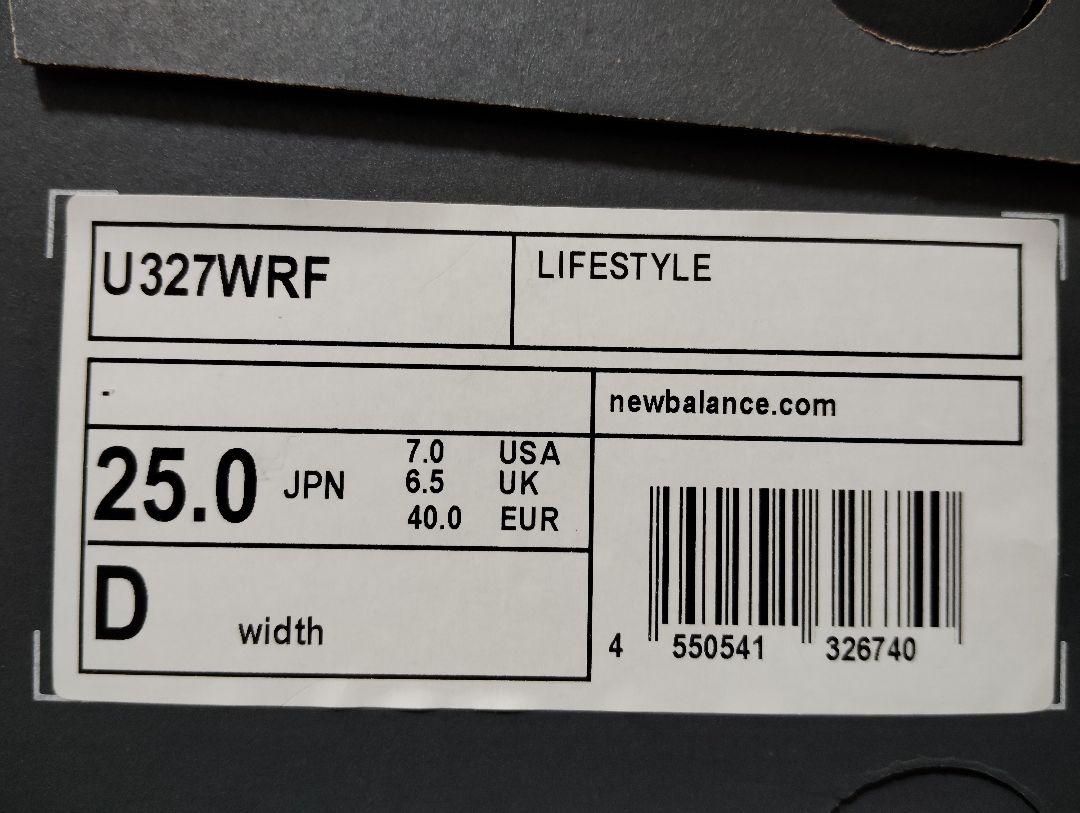 U327WRF
LIFESTYLE
-
newbalance.com
25.0 JPN
7.0 USA
6.5 UK
40.0 EUR
D width
4 550541 326740